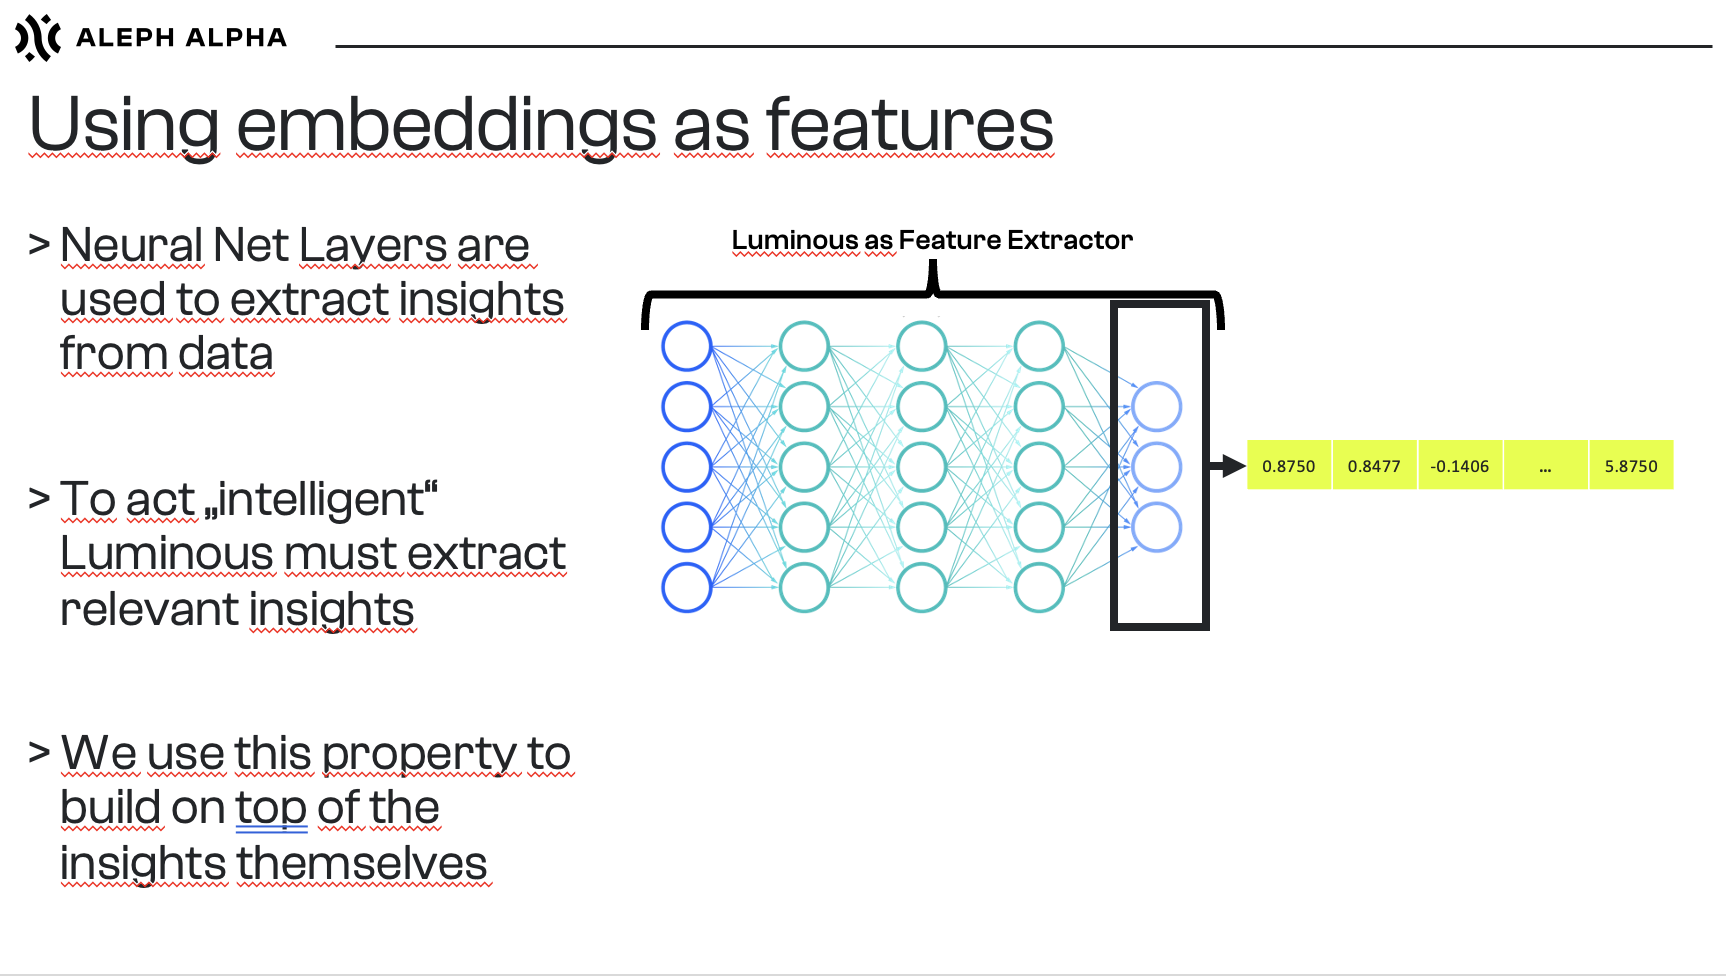 ALEPH ALPHA
Using embeddings as features
> Neural Net Layers are
used to extract insights
from data
> To act „intelligent“
Luminous must extract
relevant insights
> We use this property to
build on top of the
insights themselves
Luminous as Feature Extractor
0.8750 0.8477 -0.1406 ... 5.8750